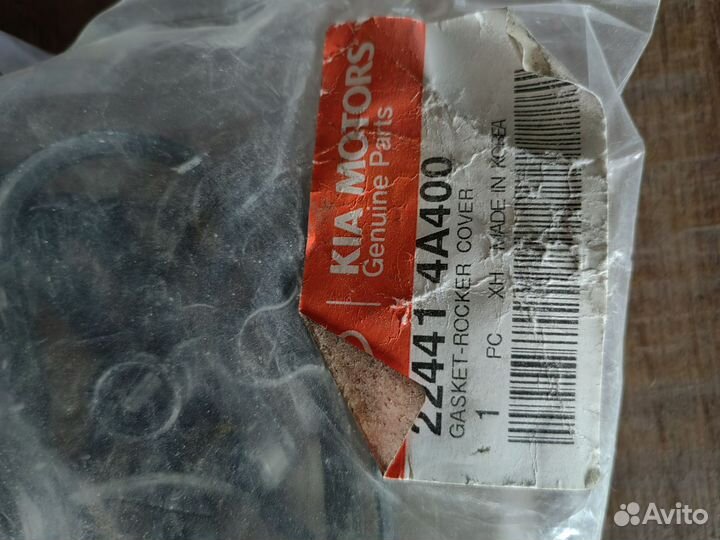 KIA MOTORS
Genuine Parts
22441 4A400
GASKET-ROCKER COVER
1 PC XH MADE IN KOREA
Avito